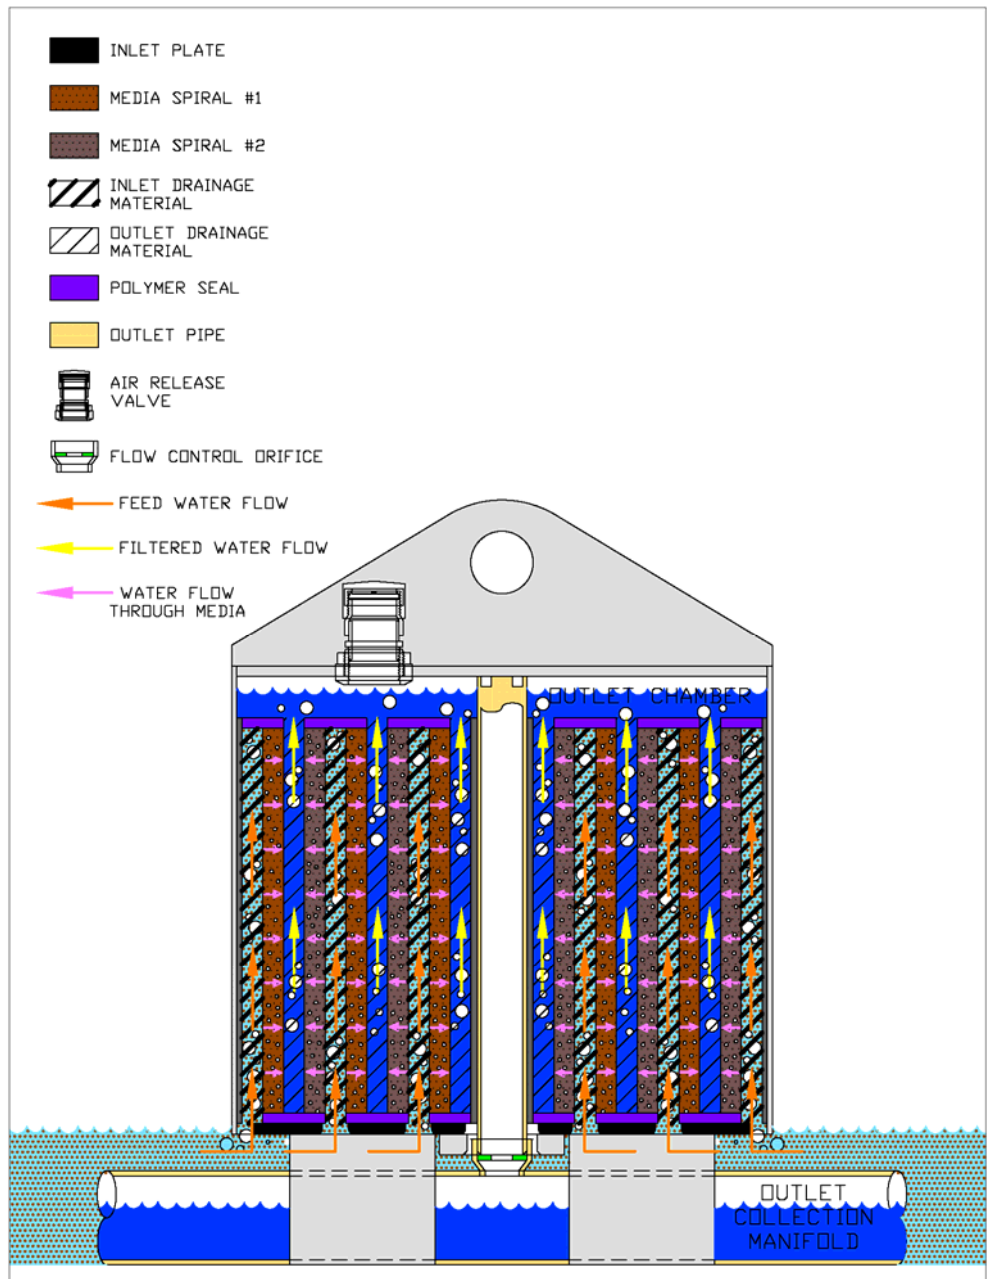 INLET PLATE
MEDIA SPIRAL #1
MEDIA SPIRAL #2
INLET DRAINAGE
MATERIAL
OUTLET DRAINAGE
MATERIAL
POLYMER SEAL
OUTLET PIPE
AIR RELEASE
VALVE
FLOW CONTROL ORIFICE
FEED WATER FLOW
FILTERED WATER FLOW
WATER FLOW
THROUGH MEDIA
OUTLET CHAMBER
OUTLET
COLLECTION
MANIFOLD